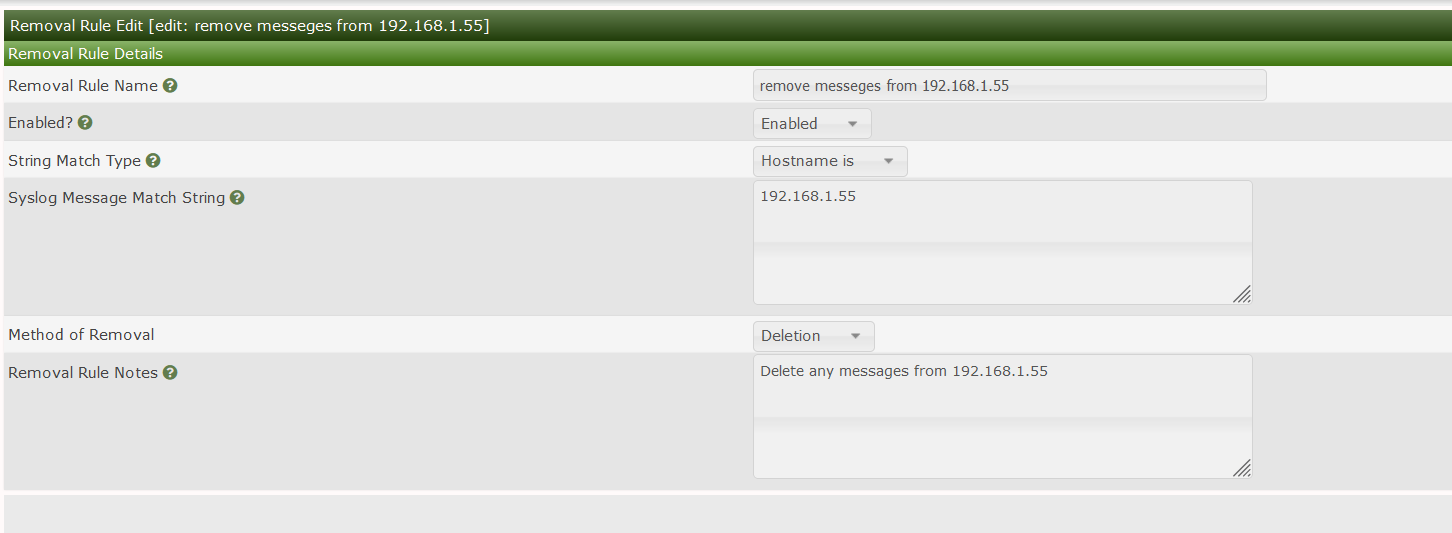 Removal Rule Edit [edit: remove messeges from 192.168.1.55]
Removal Rule Details
Removal Rule Name
remove messeges from 192.168.1.55
Enabled?
Enabled
String Match Type
Hostname is
Syslog Message Match String
192.168.1.55
Method of Removal
Deletion
Removal Rule Notes
Delete any messages from 192.168.1.55